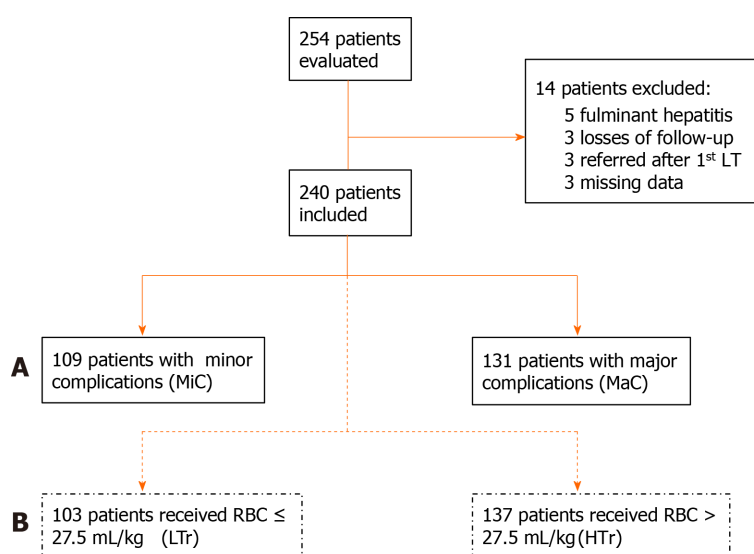 254 patients
evaluated
14 patients excluded:
5 fulminant hepatitis
3 losses of follow-up
3 referred after 1st LT
3 missing data
240 patients
included
A
109 patients with minor
complications (MiC)
131 patients with major
complications (MaC)
B
103 patients received RBC ≤
27.5 mL/kg (LTr)
137 patients received RBC >
27.5 mL/kg(HTr)